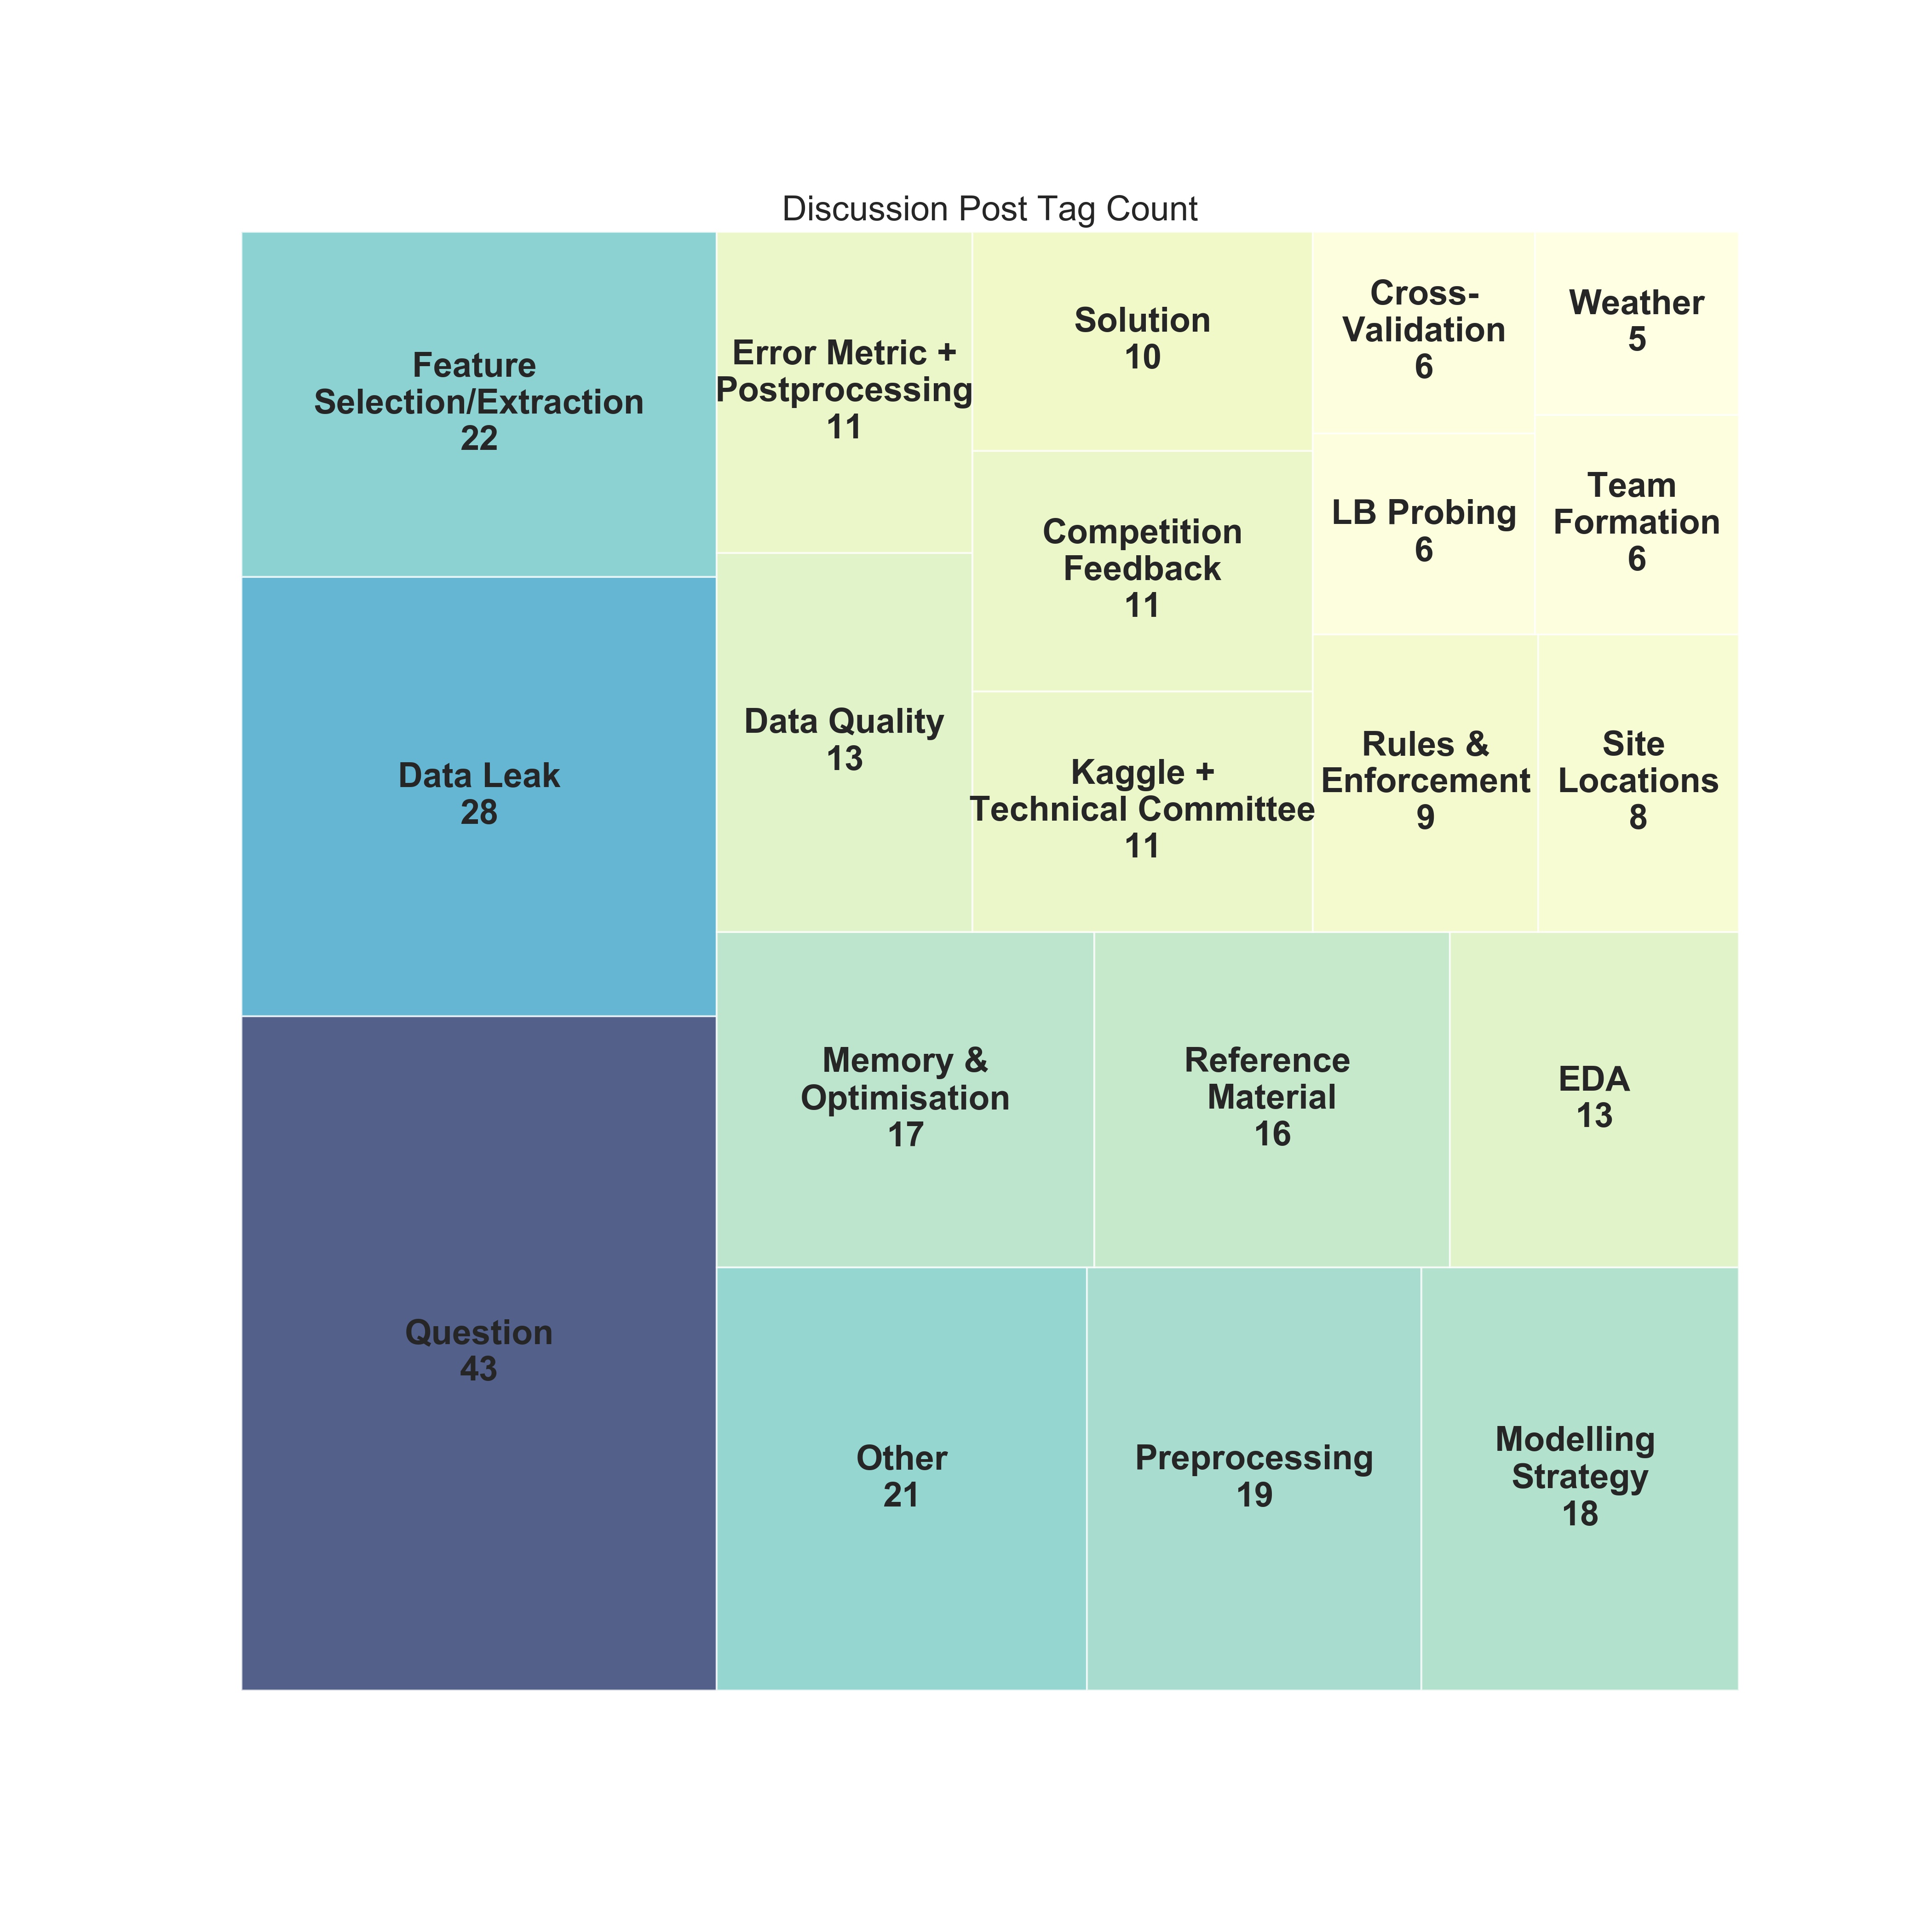 Discussion Post Tag Count
Feature
Selection/Extraction
22
Data Leak
28
Question
43
Error Metric +
Postprocessing
11
Data Quality
13
Solution
10
Competition
Feedback
11
Kaggle +
Technical Committee
11
Cross-
Validation
6
LB Probing
6
Weather
5
Team
Formation
6
Rules &
Enforcement
9
Site
Locations
8
Memory &
Optimisation
17
Reference
Material
16
EDA
13
Other
21
Preprocessing
19
Modelling
Strategy
18